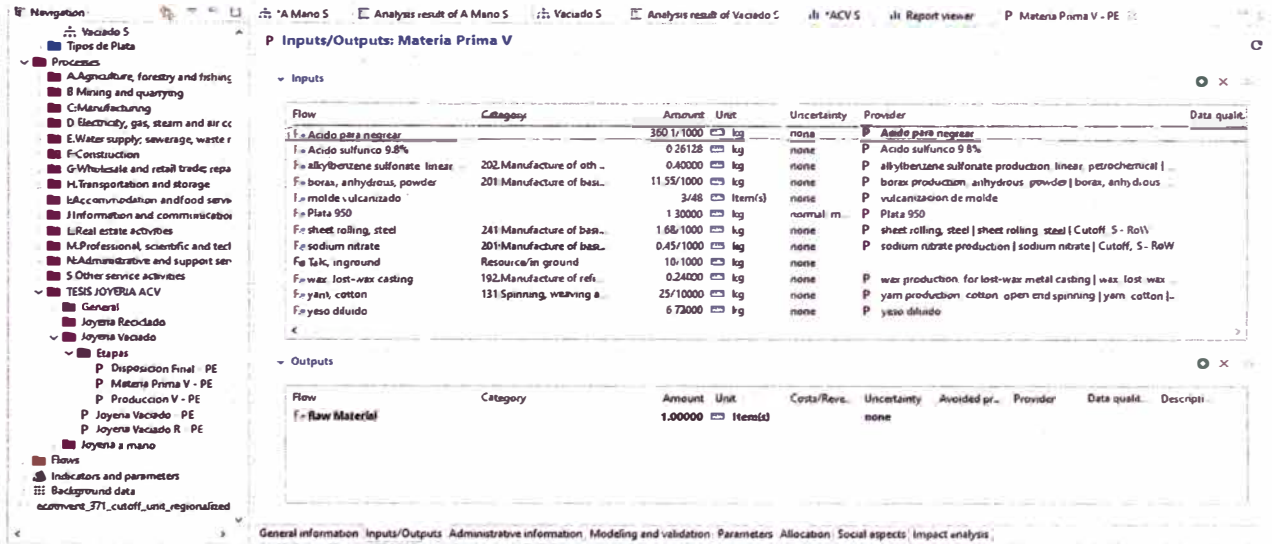 Navigation
*A Mano S
Analysis result of A Mano S
Vaciado S
Analysis result of Vaciado S
*ACV S
Report viewer
P Materia Prima V - PE
Vaciado S
Tipos de Plata
Processes
A:Agriculture, forestry and fishing
B Mining and quarrying
C:Manufacturing
D Electricity, gas, steam and air cc
E:Water supply; sewerage, waste r
F:Construction
G:Wholesale and retail trade; repa
H:Transportation and storage
I:Accommodation and food serv
J Information and communication
L:Real estate activities
M:Professional, scientific and tecl
N:Administrative and support ser
S Other service activities
TESIS JOYERIA ACV
General
Joyeria Reciclado
Joyeria Vaciado
Etapas
P Disposicion Final - PE
P Materia Prima V - PE
P Produccion V - PE
P Joyeria Vaciado - PE
P Joyeria Vaciado R - PE
Joyeria a mano
Flows
Indicators and parameters
Background data
ecoinvent_371_cutoff_unit_regionalized
P Inputs/Outputs: Materia Prima V
Inputs
Flow Category Amount Unit Uncertainty Provider Data qualit.
Acido para negrear 360.1/1000 kg none P Acido para negrear
Acido sulfurico 9.8% 0.26128 kg none P Acido sulfurico 9.8%
alkylbenzene sulfonate linear 202:Manufacture of oth... 0.40000 kg none P alkylbenzene sulfonate production linear, petrochemical |
borax, anhydrous, powder 201:Manufacture of basi... 11.55/1000 kg none P borax production, anhydrous powder | borax, anhydrous
molde vulcanizado 3/48 Item(s) none P vulcanizacion de molde
Plata 950 1.30000 kg normal: m... P Plata 950
sheet rolling, steel 241:Manufacture of basi... 1.68/1000 kg none P sheet rolling, steel | sheet rolling, steel | Cutoff, S - RoW
sodium nitrate 201:Manufacture of basi... 0.45/1000 kg none P sodium nitrate production | sodium nitrate | Cutoff, S - RoW
Talc, in ground Resource/in ground 10/1000 kg none
wax, lost-wax casting 192:Manufacture of refi... 0.24000 kg none P wax production, for lost-wax metal casting | wax, lost-wax ...
yarn, cotton 131:Spinning, weaving a... 25/10000 kg none P yarn production, cotton, open end spinning | yarn, cotton |...
yeso diluido 6.72000 kg none P yeso diluido
Outputs
Flow Category Amount Unit Costs/Reve.. Uncertainty Avoided pr... Provider Data qualit.. Descripti
Raw Material 1.00000 Item(s) none
General information Inputs/Outputs Administrative information Modeling and validation Parameters Allocation Social aspects Impact analysis